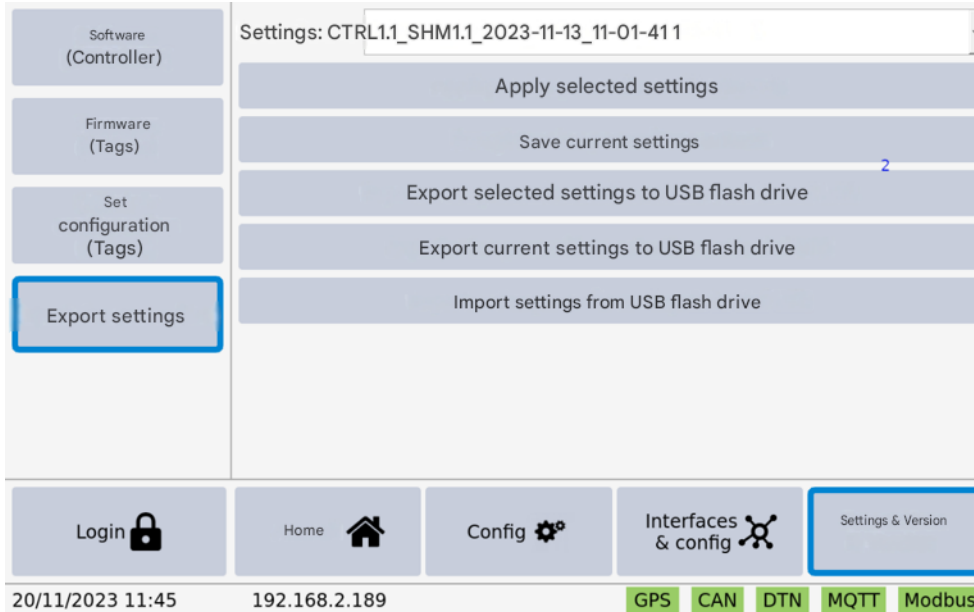 Software
(Controller)
Firmware
(Tags)
Set
configuration
(Tags)
Export settings
Settings: CTRL1.1_SHM1.1_2023-11-13_11-01-41 1
Apply selected settings
Save current settings
2
Export selected settings to USB flash drive
Export current settings to USB flash drive
Import settings from USB flash drive
Login
Home
Config
Interfaces
& config
Settings & Version
20/11/2023 11:45 192.168.2.189 GPS CAN DTN MQTT Modbus